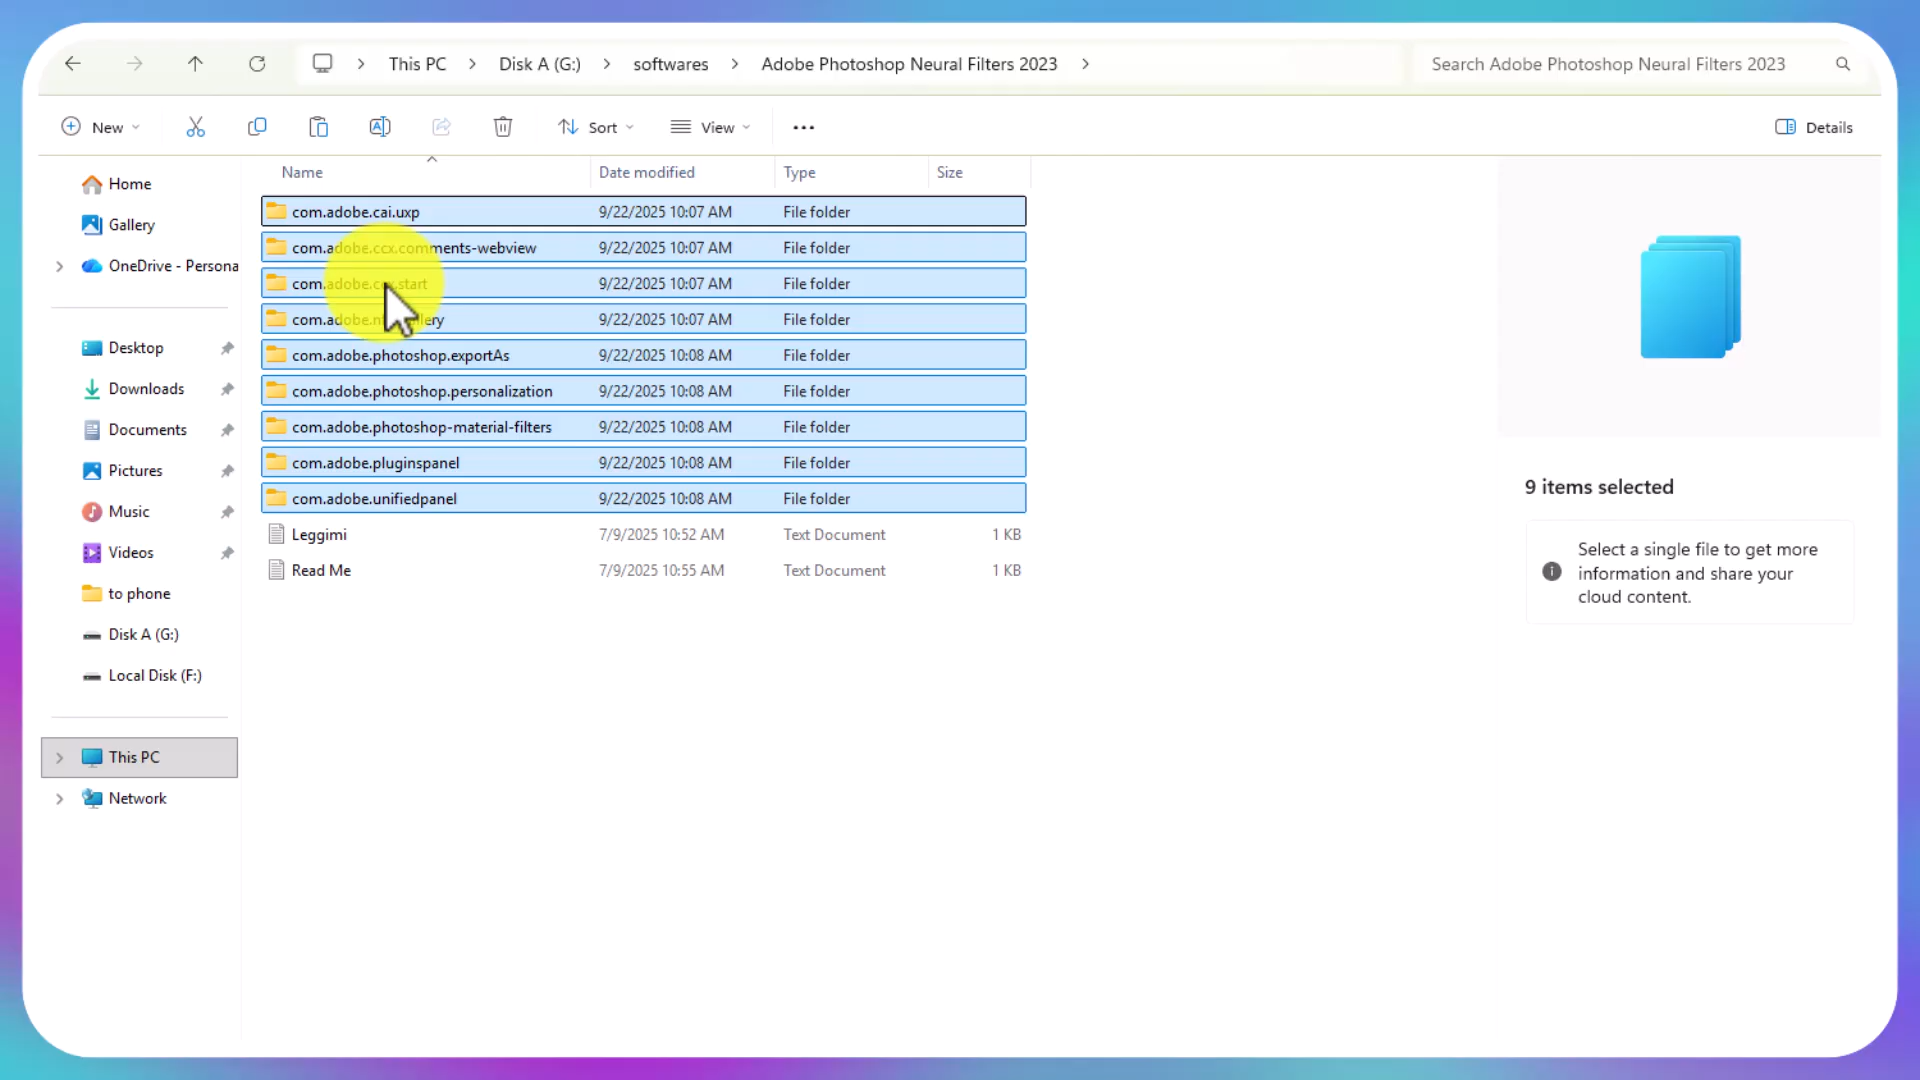 This PC > Disk A (G:) > softwares > Adobe Photoshop Neural Filters 2023 >
Search Adobe Photoshop Neural Filters 2023
New
Sort
View
Details
Home
Gallery
OneDrive - Persona
Desktop
Downloads
Documents
Pictures
Music
Videos
to phone
Disk A (G:)
Local Disk (F:)
This PC
Network
Name Date modified Type Size
com.adobe.cai.uxp 9/22/2025 10:07 AM File folder
com.adobe.ccx.comments-webview 9/22/2025 10:07 AM File folder
com.adobe.ccx.start 9/22/2025 10:07 AM File folder
9/22/2025 10:07 AM File folder
com.adobe.photoshop.exportAs 9/22/2025 10:08 AM File folder
com.adobe.photoshop.personalization 9/22/2025 10:08 AM File folder
com.adobe.photoshop-material-filters 9/22/2025 10:08 AM File folder
com.adobe.pluginspanel 9/22/2025 10:08 AM File folder
com.adobe.unifiedpanel 9/22/2025 10:08 AM File folder
Leggimi 7/9/2025 10:52 AM Text Document 1 KB
Read Me 7/9/2025 10:55 AM Text Document 1 KB
9 items selected
Select a single file to get more
information and share your
cloud content.